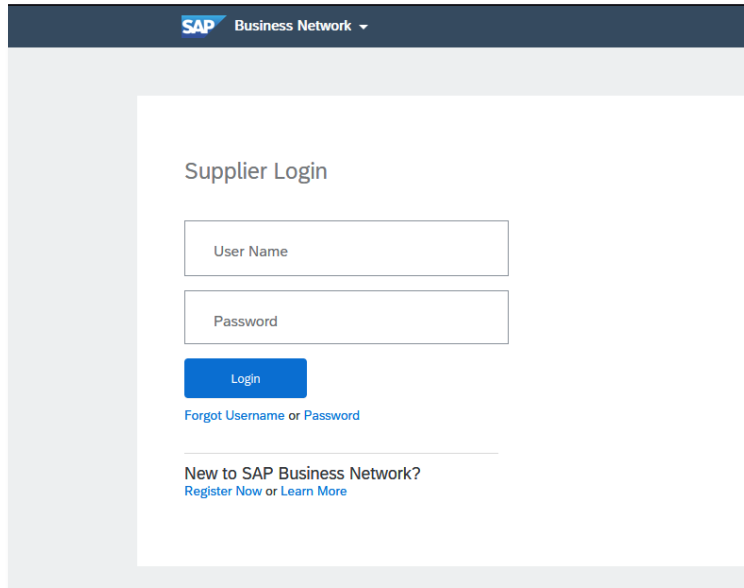 SAP Business Network
Supplier Login
User Name
Password
Login
Forgot Username or Password
New to SAP Business Network?
Register Now or Learn More